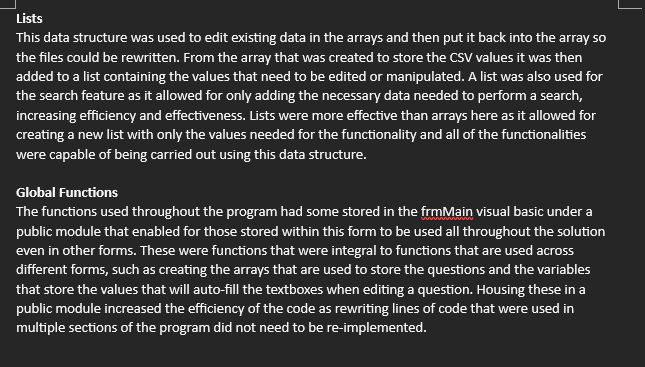 Lists
This data structure was used to edit existing data in the arrays and then put it back into the array so
the files could be rewritten. From the array that was created to store the CSV values it was then
added to a list containing the values that need to be edited or manipulated. A list was also used for
the search feature as it allowed for only adding the necessary data needed to perform a search,
increasing efficiency and effectiveness. Lists were more effective than arrays here as it allowed for
creating a new list with only the values needed for the functionality and all of the functionalities
were capable of being carried out using this data structure.
Global Functions
The functions used throughout the program had some stored in the frmMain visual basic under a
public module that enabled for those stored within this form to be used all throughout the solution
even in other forms. These were functions that were integral to functions that are used across
different forms, such as creating the arrays that are used to store the questions and the variables
that store the values that will auto-fill the textboxes when editing a question. Housing these in a
public module increased the efficiency of the code as rewriting lines of code that were used in
multiple sections of the program did not need to be re-implemented.